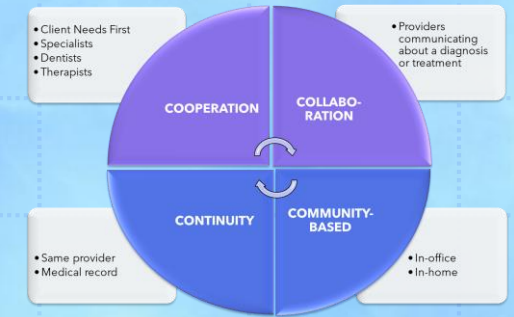 • Client Needs First
• Specialists
• Dentists
• Therapists
• Providers
communicating
about a diagnosis
or treatment
COOPERATION
COLLABO-
RATION
CONTINUITY
COMMUNITY-
BASED
• Same provider
• Medical record
• In-office
• In-home